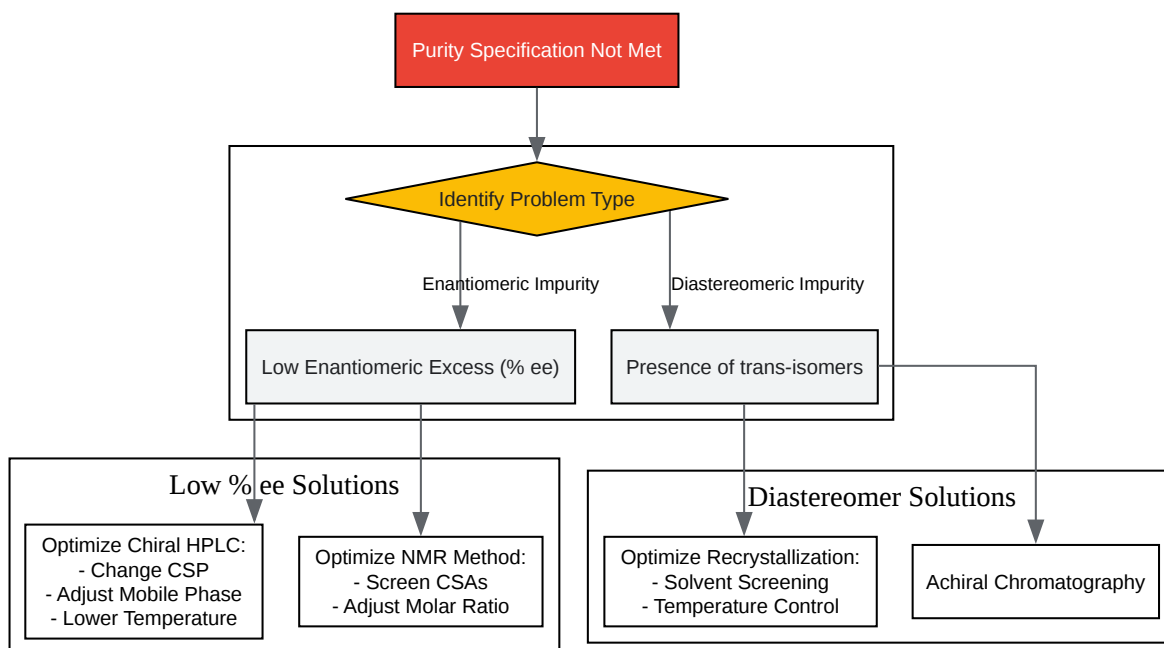 Purity Specification Not Met
Identify Problem Type
Enantiomeric Impurity
Diastereomeric Impurity
Low Enantiomeric Excess (% ee)
Presence of trans-isomers
Low % ee Solutions
Diastereomer Solutions
Optimize Chiral HPLC:
- Change CSP
- Adjust Mobile Phase
- Lower Temperature
Optimize NMR Method:
- Screen CSAs
- Adjust Molar Ratio
Optimize Recrystallization:
- Solvent Screening
- Temperature Control
Achiral Chromatography